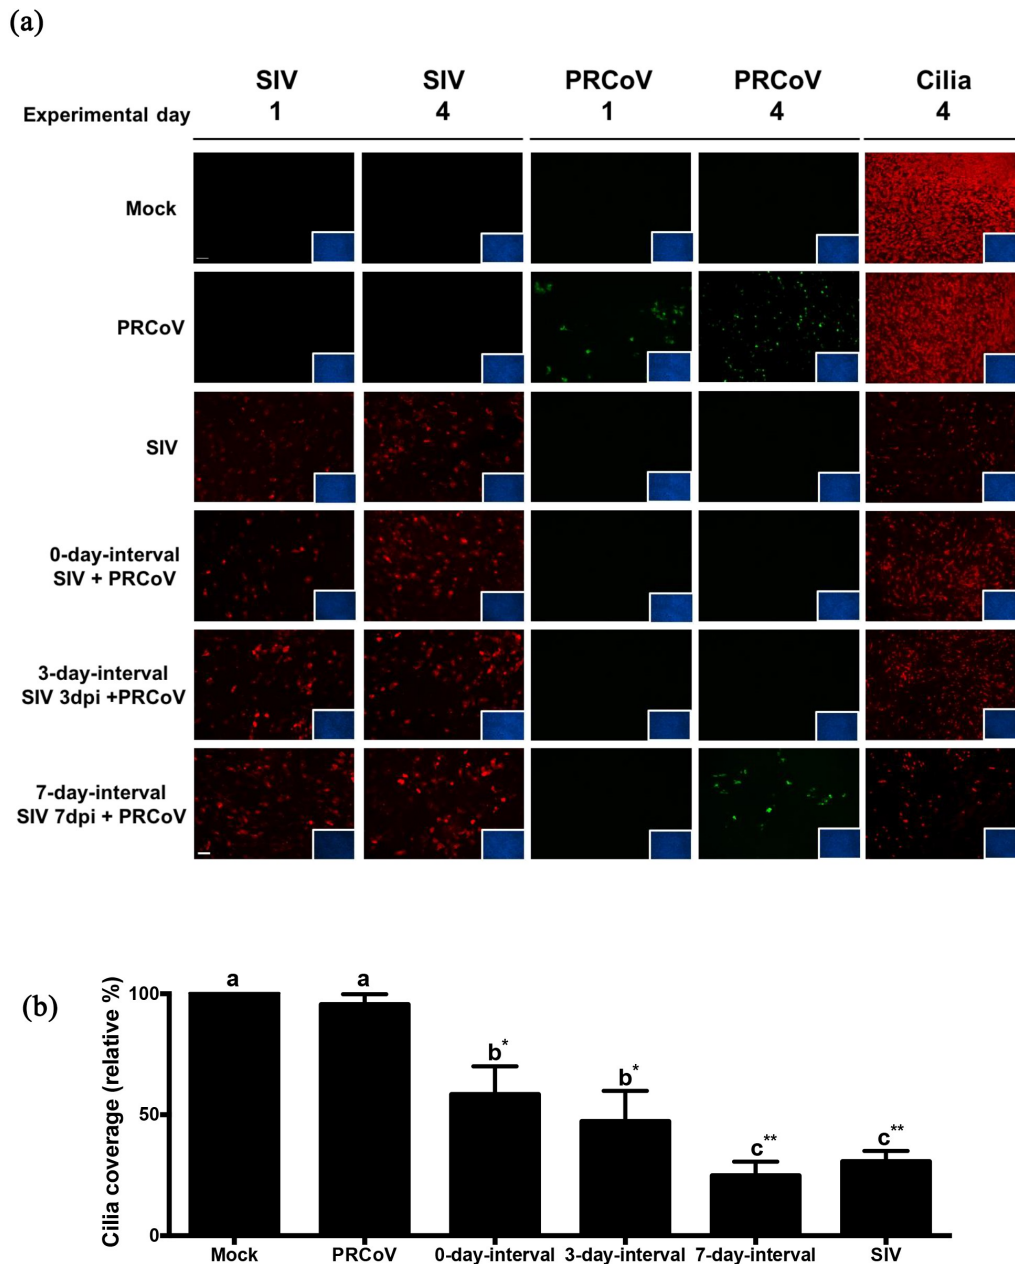 (a)
SIV SIV PRCoV PRCoV Cilia
Experimental day 1 4 1 4 4
Mock
PRCoV
SIV
0-day-interval
SIV + PRCoV
3-day-interval
SIV 3dpi +PRCoV
7-day-interval
SIV 7dpi + PRCoV
(b)
Cilia coverage (relative %)
100
50
0
a a b* b* c** c**
Mock PRCoV 0-day-interval 3-day-interval 7-day-interval SIV